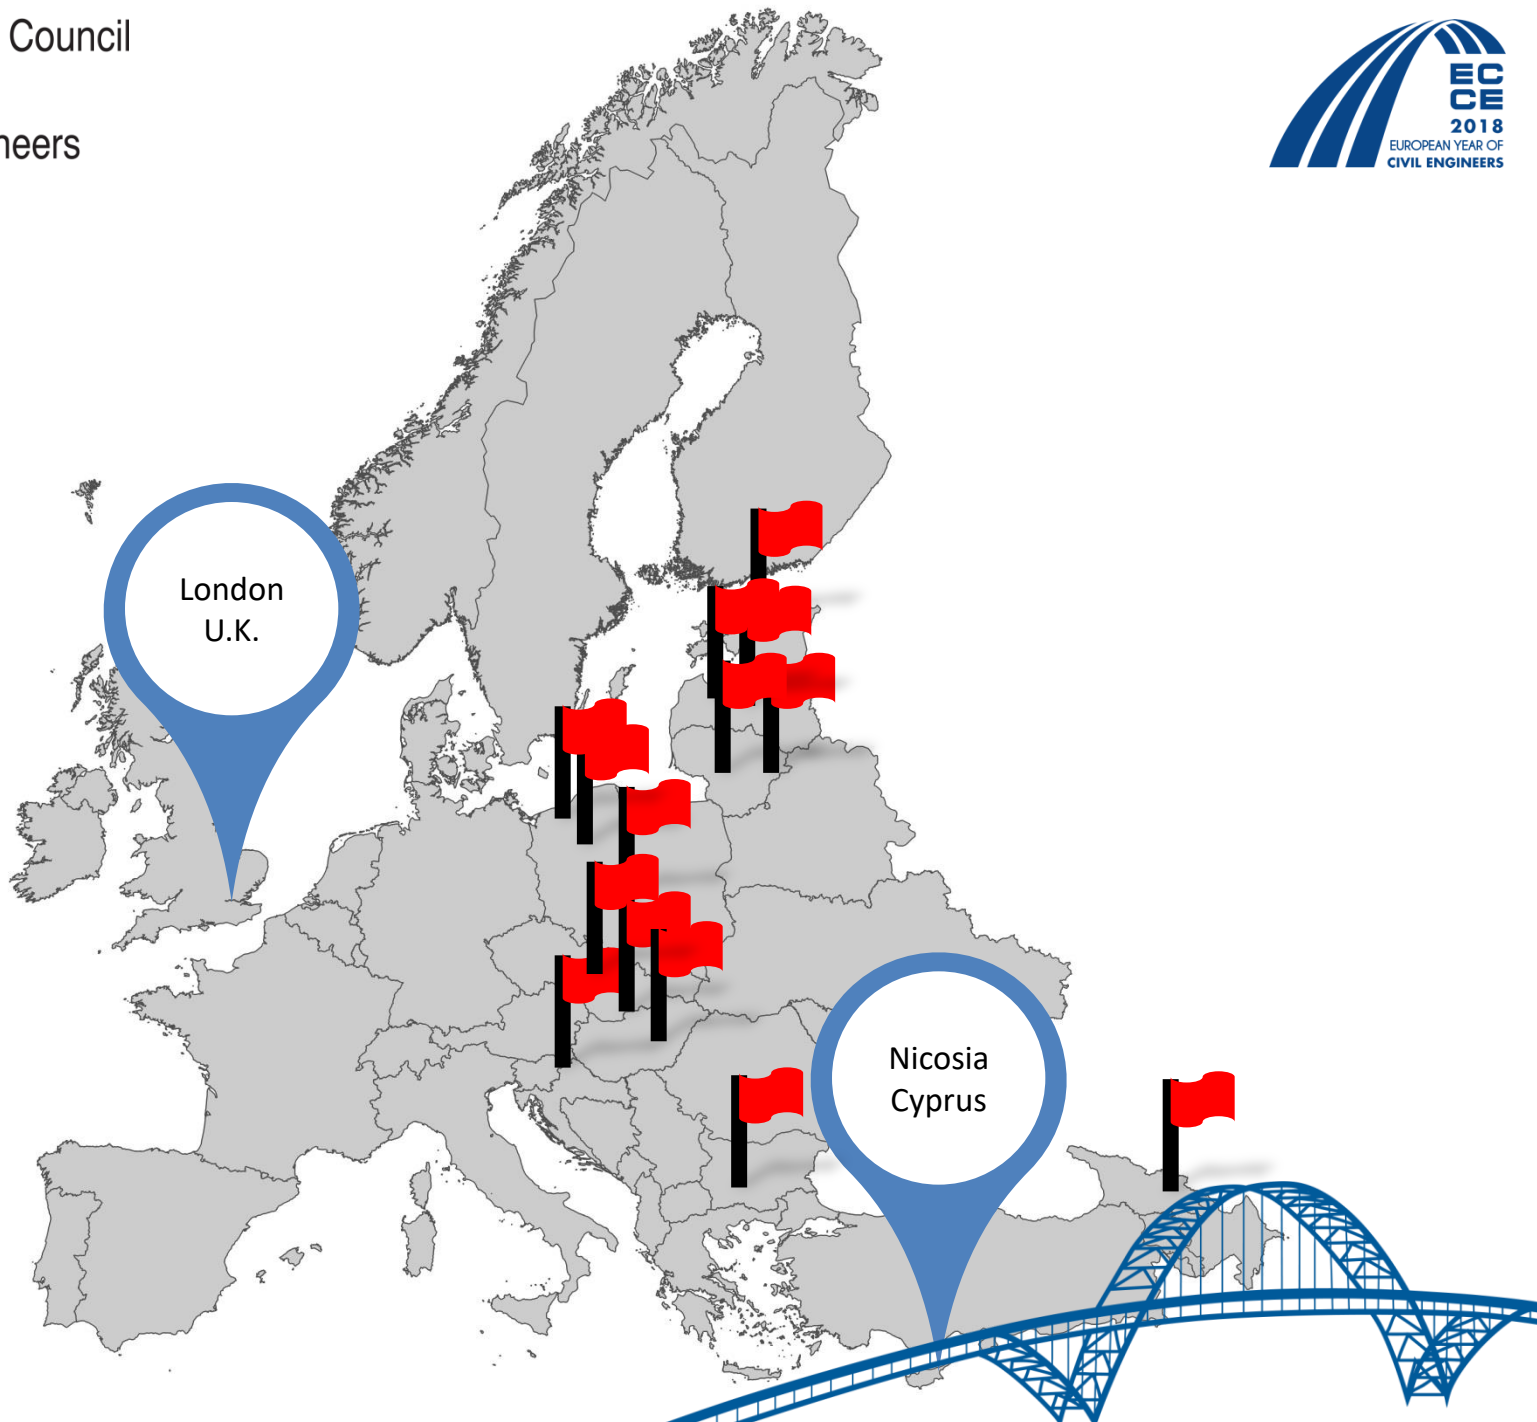 Council
neers
EC
CE
2018
EUROPEAN YEAR OF
CIVIL ENGINEERS
London
U.K.
Nicosia
Cyprus